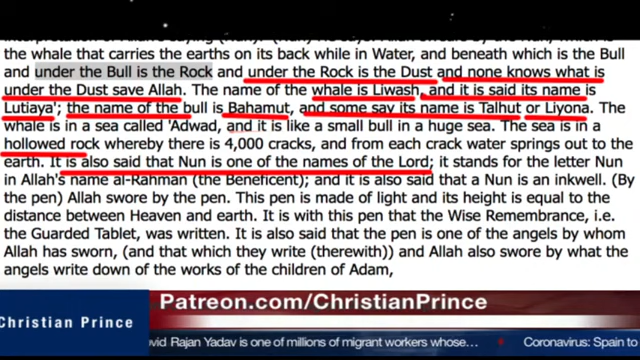 the whale that carries the earths on its back while in Water, and beneath which is the Bull
and under the Bull is the Rock and under the Rock is the Dust and none knows what is
under the Dust save Allah. The name of the whale is Liwash, and it is said its name is
Lutiaya'; the name of the bull is Bahamut, and some say its name is Talhut or Liyona. The
whale is in a sea called 'Adwad, and it is like a small bull in a huge sea. The sea is in a
hollowed rock whereby there is 4,000 cracks, and from each crack water springs out to the
earth. It is also said that Nun is one of the names of the Lord; it stands for the letter Nun
in Allah's name al-Rahman (the Beneficent); and it is also said that a Nun is an inkwell. (By
the pen) Allah swore by the pen. This pen is made of light and its height is equal to the
distance between Heaven and earth. It is with this pen that the Wise Remembrance, i.e.
the Guarded Tablet, was written. It is also said that the pen is one of the angels by whom
Allah has sworn, (and that which they write (therewith)) and Allah also swore by what the
angels write down of the works of the children of Adam,
Patreon.com/ChristianPrince
Christian Prince
ovid Rajan Yadav is one of millions of migrant workers whose... Coronavirus: Spain to